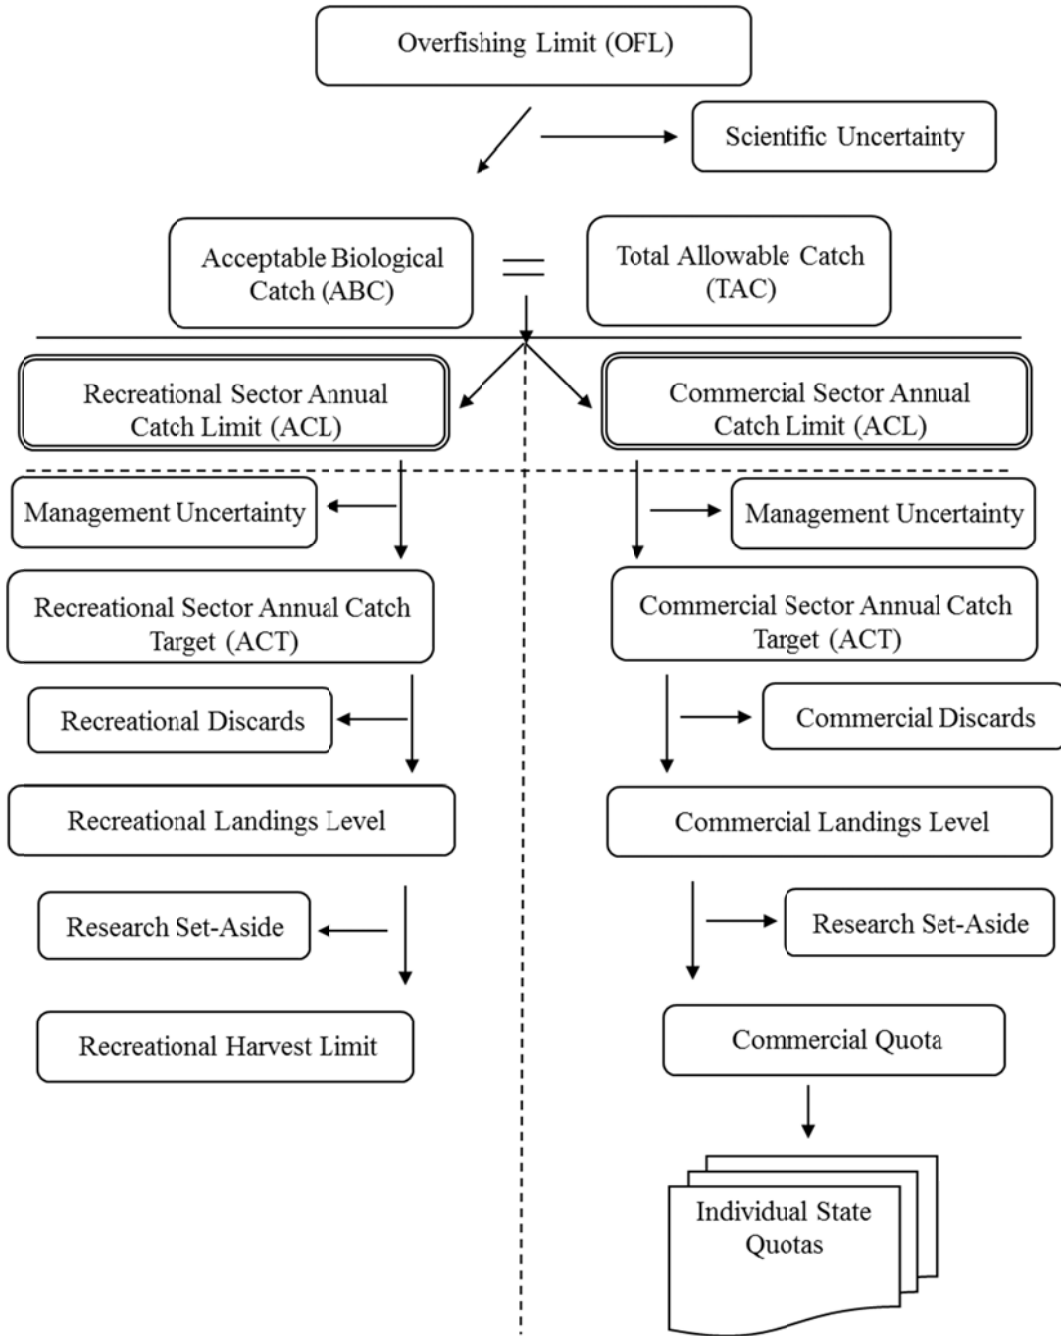 Overfishing Limit (OFL)
Scientific Uncertainty
Acceptable Biological
Catch (ABC)
Total Allowable Catch
(TAC)
Recreational Sector Annual
Catch Limit (ACL)
Commercial Sector Annual
Catch Limit (ACL)
Management Uncertainty
Management Uncertainty
Recreational Sector Annual Catch
Target (ACT)
Commercial Sector Annual Catch
Target (ACT)
Recreational Discards
Commercial Discards
Recreational Landings Level
Commercial Landings Level
Research Set-Aside
Research Set-Aside
Recreational Harvest Limit
Commercial Quota
Individual State
Quotas